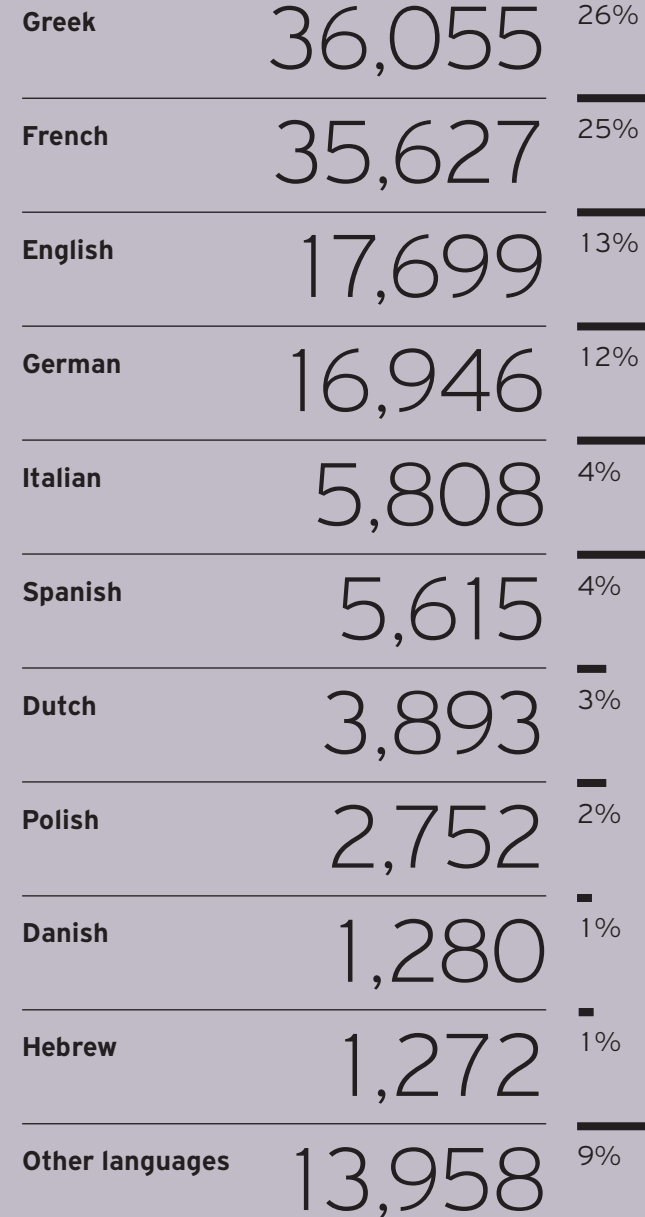 Greek 36,055 26%
French 35,627 25%
English 17,699 13%
German 16,946 12%
Italian 5,808 4%
Spanish 5,615 4%
Dutch 3,893 3%
Polish 2,752 2%
Danish 1,280 1%
Hebrew 1,272 1%
Other languages 13,958 9%